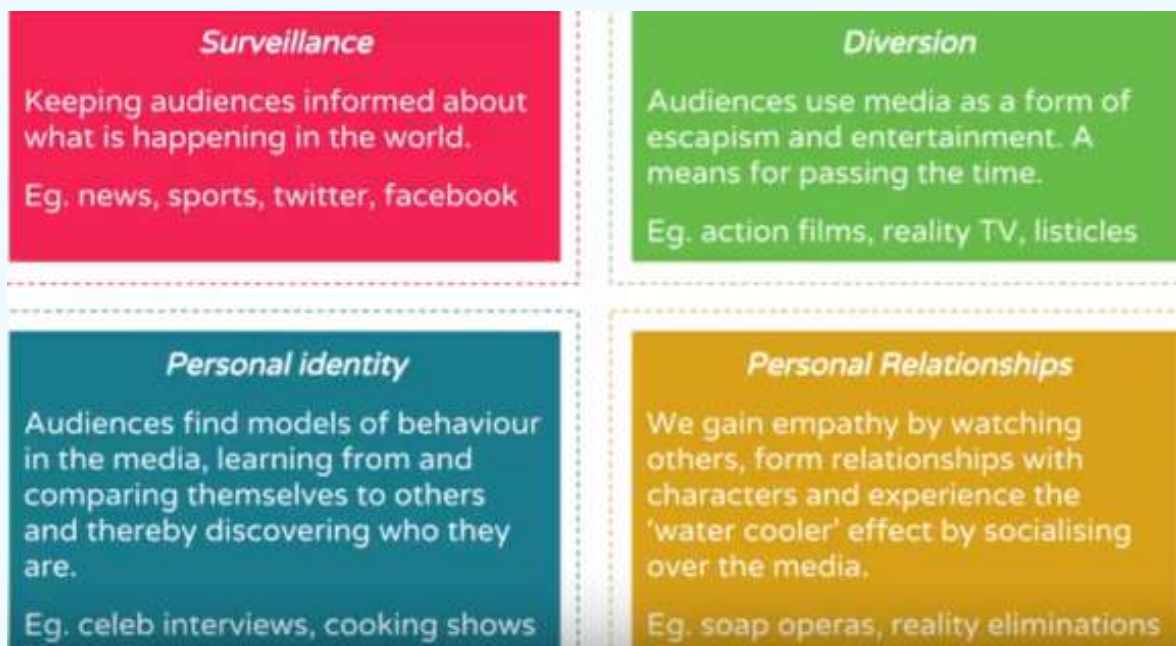 Surveillance
Keeping audiences informed about
what is happening in the world.
Eg. news, sports, twitter, facebook
Diversion
Audiences use media as a form of
escapism and entertainment. A
means for passing the time.
Eg. action films, reality TV, listicles
Personal identity
Audiences find models of behaviour
in the media, learning from and
comparing themselves to others
and thereby discovering who they
are.
Eg. celeb interviews, cooking shows
Personal Relationships
We gain empathy by watching
others, form relationships with
characters and experience the
‘water cooler’ effect by socialising
over the media.
Eg. soap operas, reality eliminations